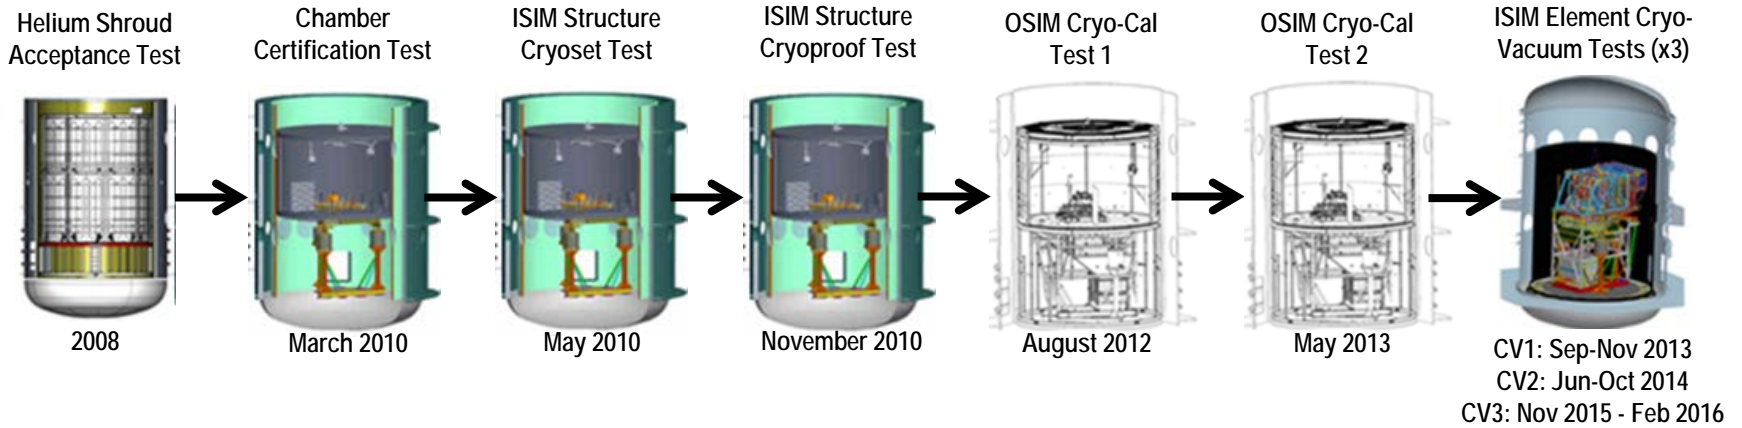 Helium Shroud
Acceptance Test
Chamber
Certification Test
ISIM Structure
Cryoset Test
ISIM Structure
Cryoproof Test
OSIM Cryo-Cal
Test 1
OSIM Cryo-Cal
Test 2
ISIM Element Cryo-
Vacuum Tests (x3)
2008
March 2010
May 2010
November 2010
August 2012
May 2013
CV1: Sep-Nov 2013
CV2: Jun-Oct 2014
CV3: Nov 2015 - Feb 2016